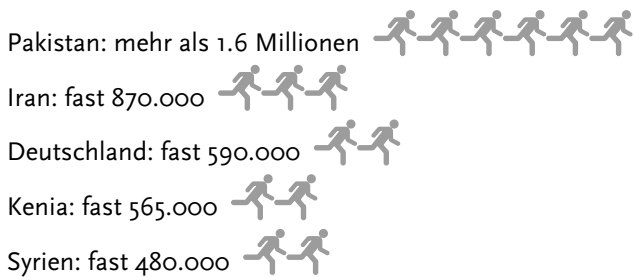 Pakistan: mehr als 1.6 Millionen
Iran: fast 870.000
Deutschland: fast 590.000
Kenia: fast 565.000
Syrien: fast 480.000